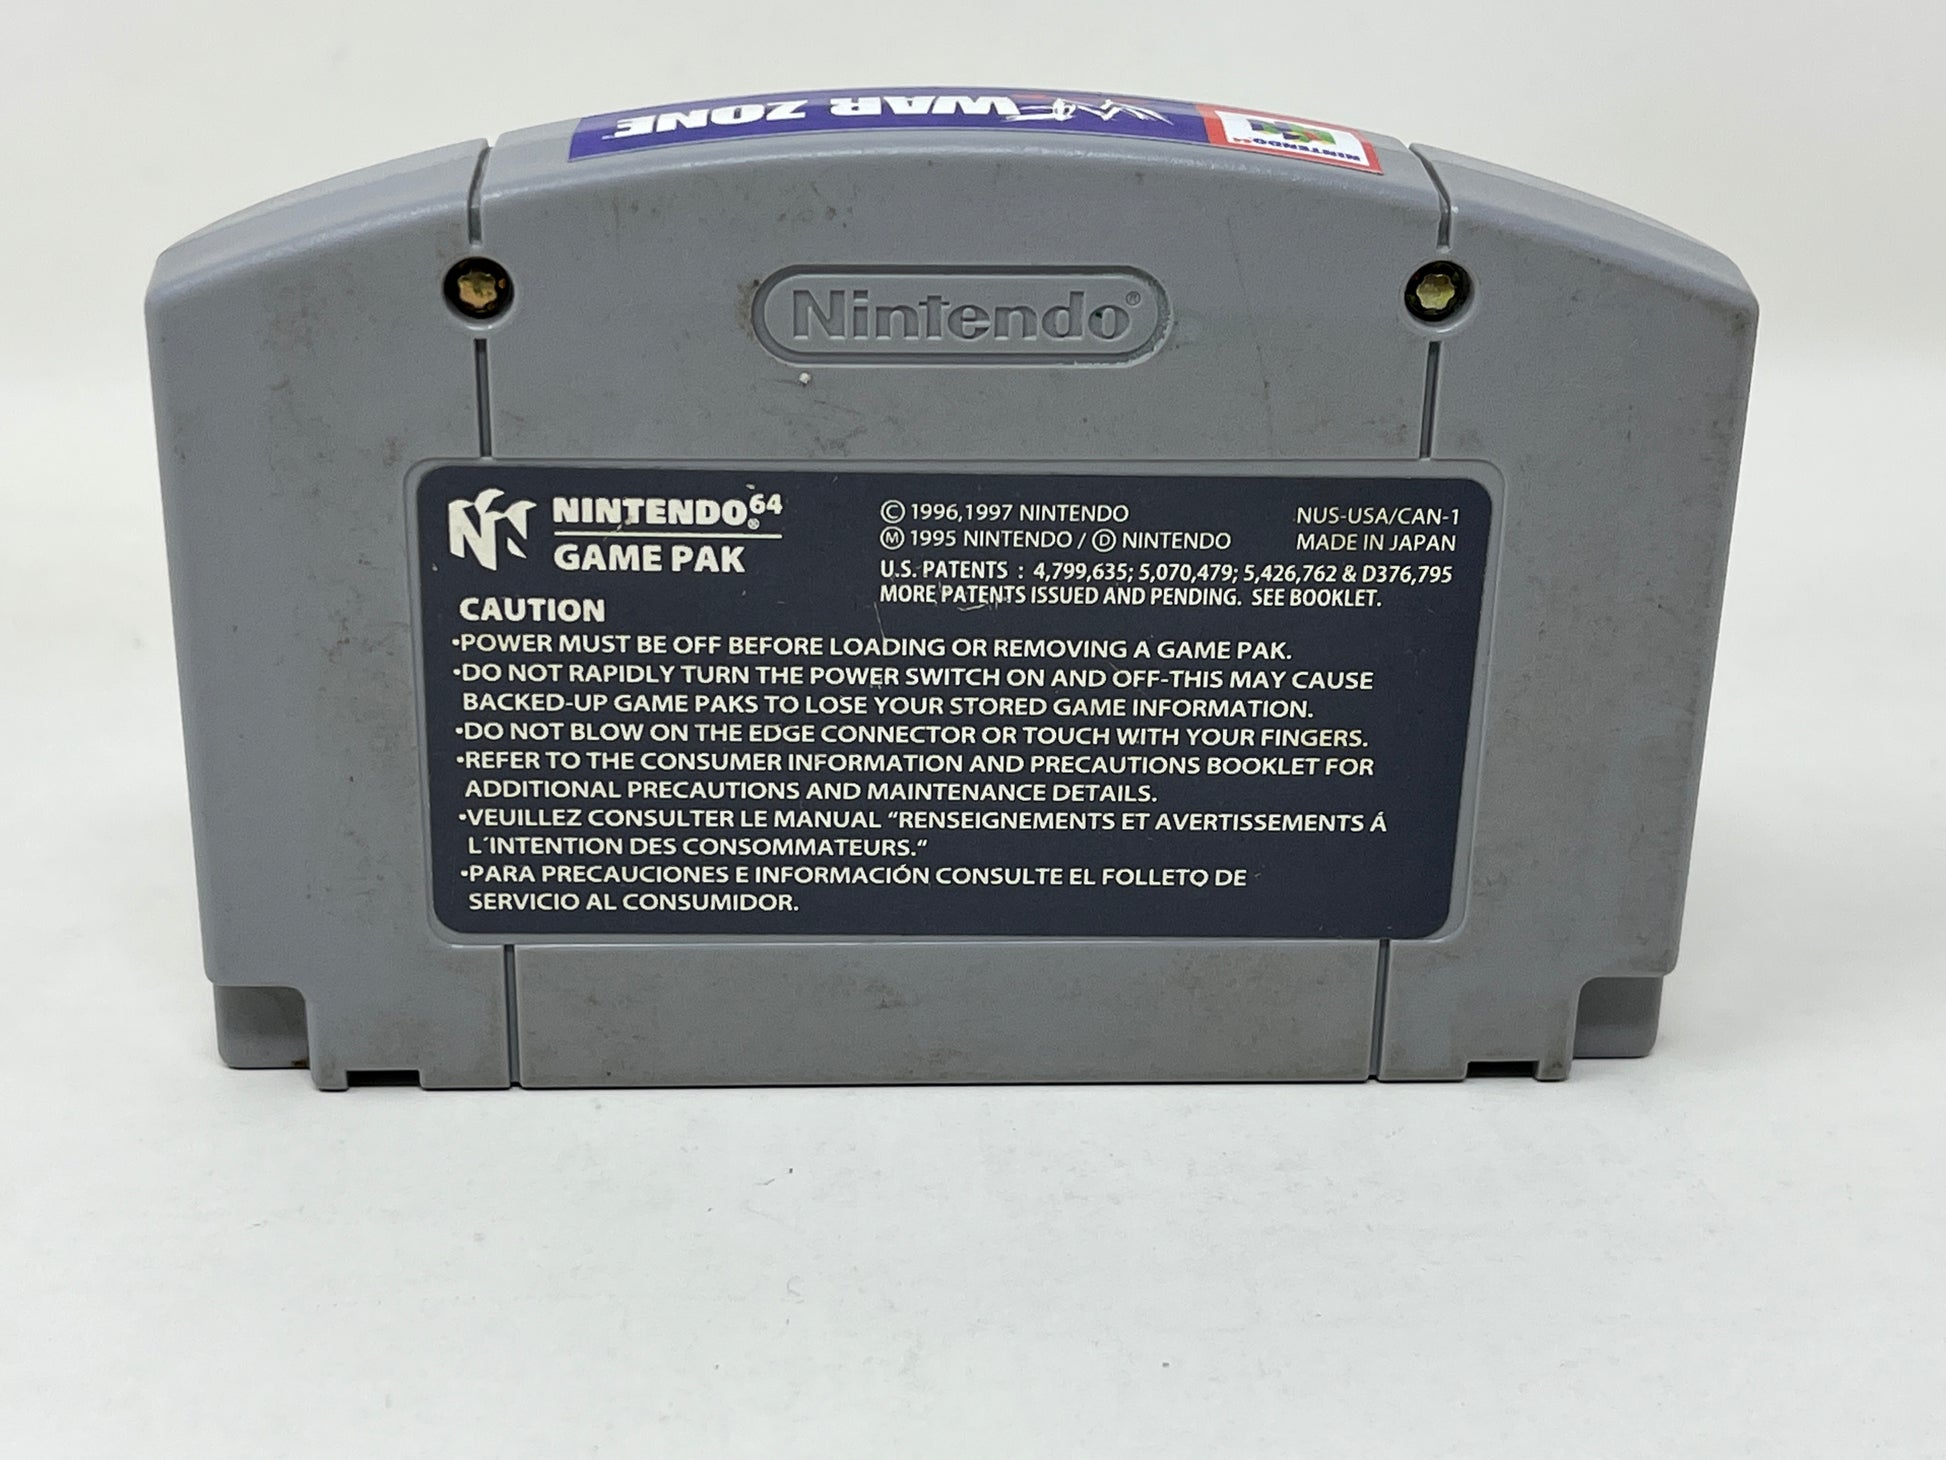 WF WAR ZONE
NINTENDO 64
Nintendo®
NINTENDO 64®
GAME PAK
© 1996,1997 NINTENDO
Ⓜ 1995 NINTENDO / Ⓓ NINTENDO
NUS-USA/CAN-1
MADE IN JAPAN
U.S. PATENTS : 4,799,635; 5,070,479; 5,426,762 & D376,795
MORE PATENTS ISSUED AND PENDING. SEE BOOKLET.
CAUTION
•POWER MUST BE OFF BEFORE LOADING OR REMOVING A GAME PAK.
•DO NOT RAPIDLY TURN THE POWER SWITCH ON AND OFF-THIS MAY CAUSE
BACKED-UP GAME PAKS TO LOSE YOUR STORED GAME INFORMATION.
•DO NOT BLOW ON THE EDGE CONNECTOR OR TOUCH WITH YOUR FINGERS.
•REFER TO THE CONSUMER INFORMATION AND PRECAUTIONS BOOKLET FOR
ADDITIONAL PRECAUTIONS AND MAINTENANCE DETAILS.
•VEUILLEZ CONSULTER LE MANUAL “RENSEIGNEMENTS ET AVERTISSEMENTS Á
L´INTENTION DES CONSOMMATEURS.“
•PARA PRECAUCIONES E INFORMACIÓN CONSULTE EL FOLLETO DE
SERVICIO AL CONSUMIDOR.